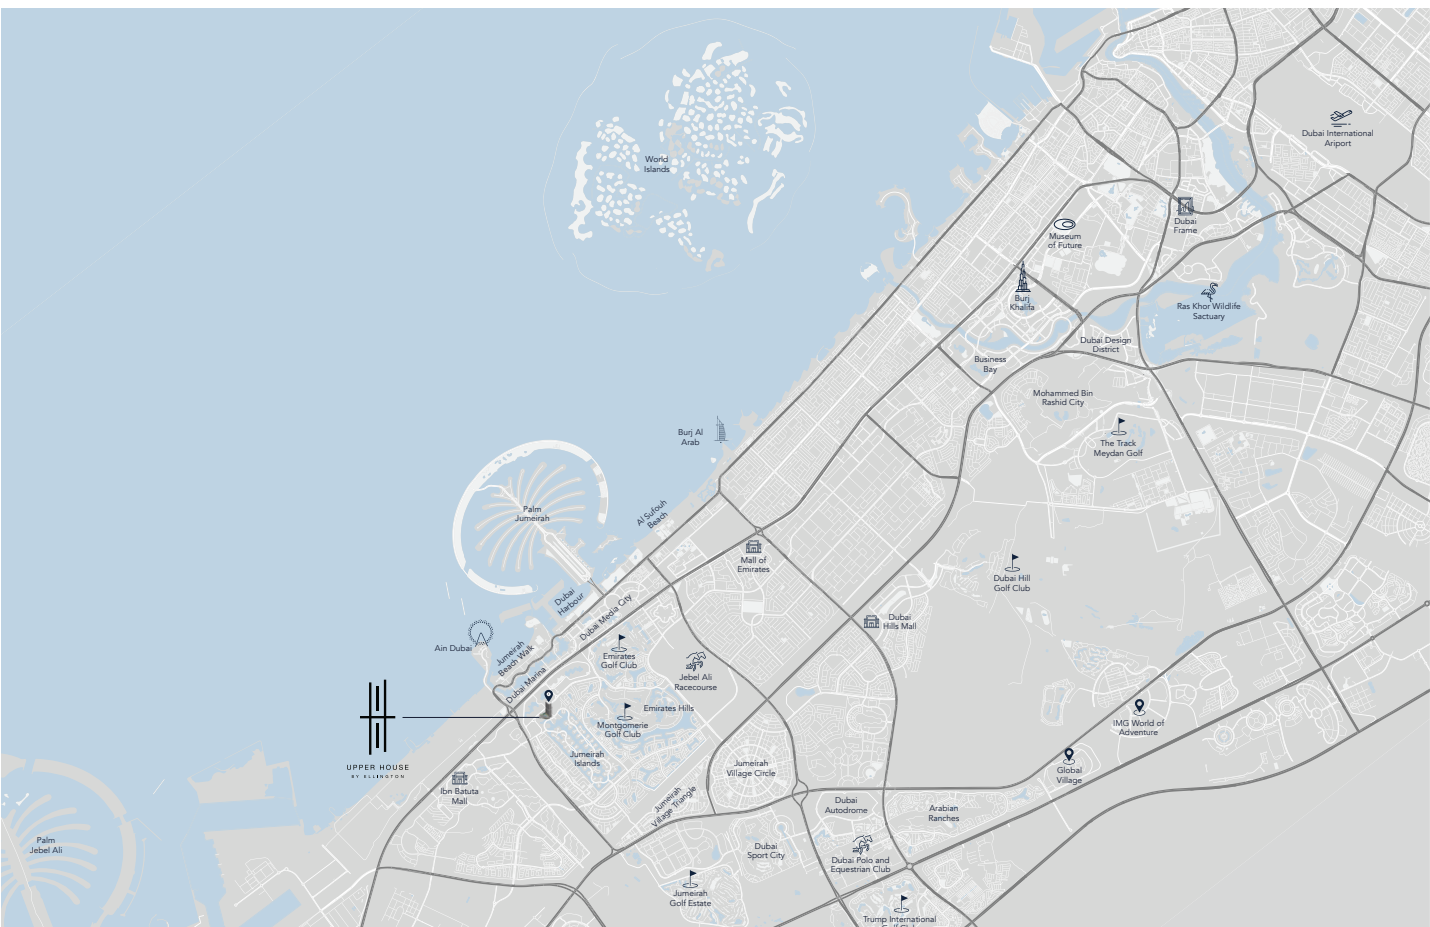 Dubai International
Ariport
World
Islands
Dubai
Frame
Museum
of Future
Burj
Khalifa
Ras Khor Wildlife
Sactuary
Dubai Design
District
Business
Bay
Mohammed Bin
Rashid City
Burj Al
Arab
The Track
Meydan Golf
Palm
Jumeirah
Al Sufouh
Beach
Mall of
Emirates
Dubai Hill
Golf Club
Dubai
Harbour
Dubai Media City
Dubai
Hills Mall
Ain Dubai
Jumeirah
Beach Walk
Emirates
Golf Club
Jebel Ali
Racecourse
Dubai Marina
Emirates Hills
Montgomerie
Golf Club
IMG World of
Adventure
Jumeirah
Islands
UPPER HOUSE
BY ELLINGTON
Jumeirah
Village Circle
Global
Village
Ibn Batuta
Mall
Jumeirah
Village Triangle
Dubai
Autodrome
Arabian
Ranches
Palm
Jebel Ali
Dubai
Sport City
Dubai Polo and
Equestrian Club
Jumeirah
Golf Estate
Trump International
Golf Club